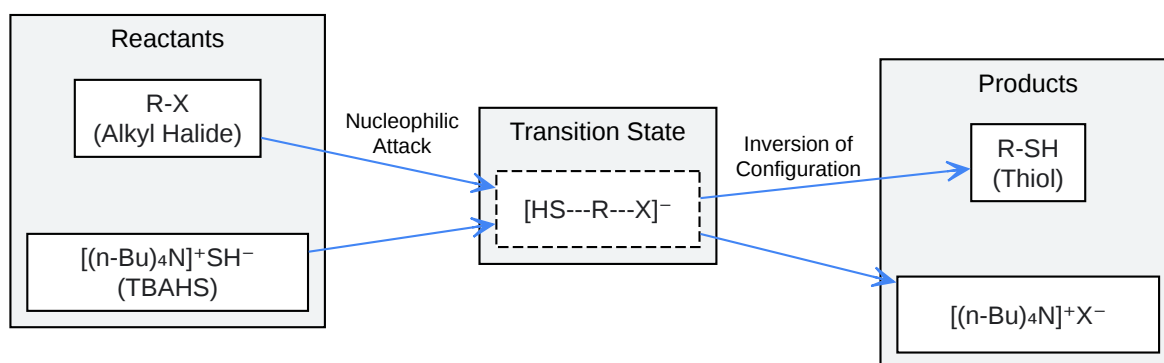 Reactants
R-X
(Alkyl Halide)
[(n-Bu)₄N]⁺SH⁻
(TBAHS)
Nucleophilic
Attack
Transition State
[HS---R---X]⁻
Inversion of
Configuration
Products
R-SH
(Thiol)
[(n-Bu)₄N]⁺X⁻